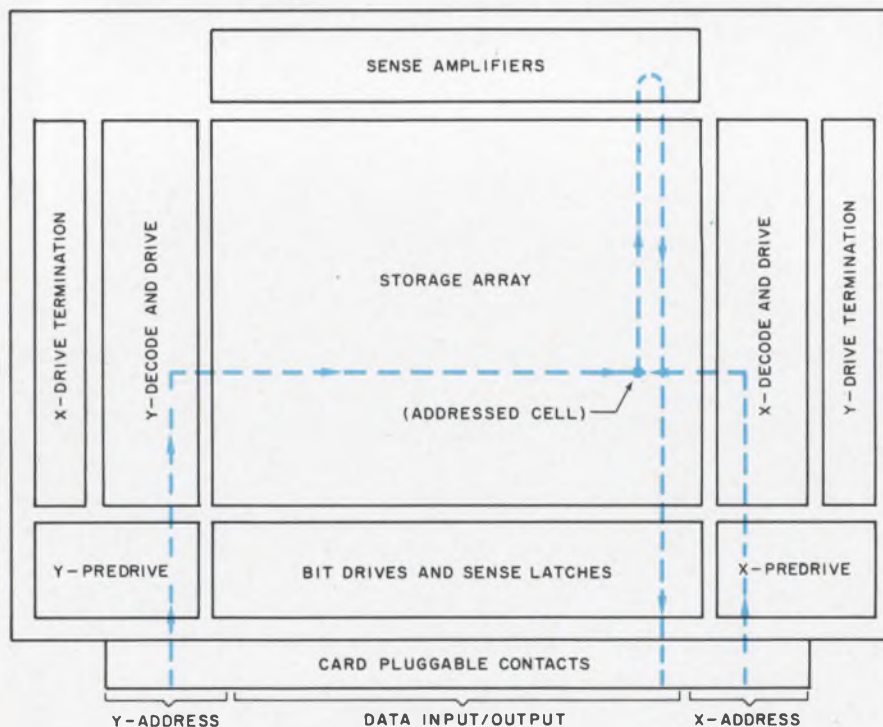 SENSE AMPLIFIERS
X-DRIVE TERMINATION
Y-DECODE AND DRIVE
STORAGE ARRAY
X-DECODE AND DRIVE
Y-DRIVE TERMINATION
(ADDRESSED CELL)
Y-PREDRIVE
BIT DRIVES AND SENSE LATCHES
X-PREDRIVE
CARD PLUGGABLE CONTACTS
Y-ADDRESS
DATA INPUT/OUTPUT
X-ADDRESS